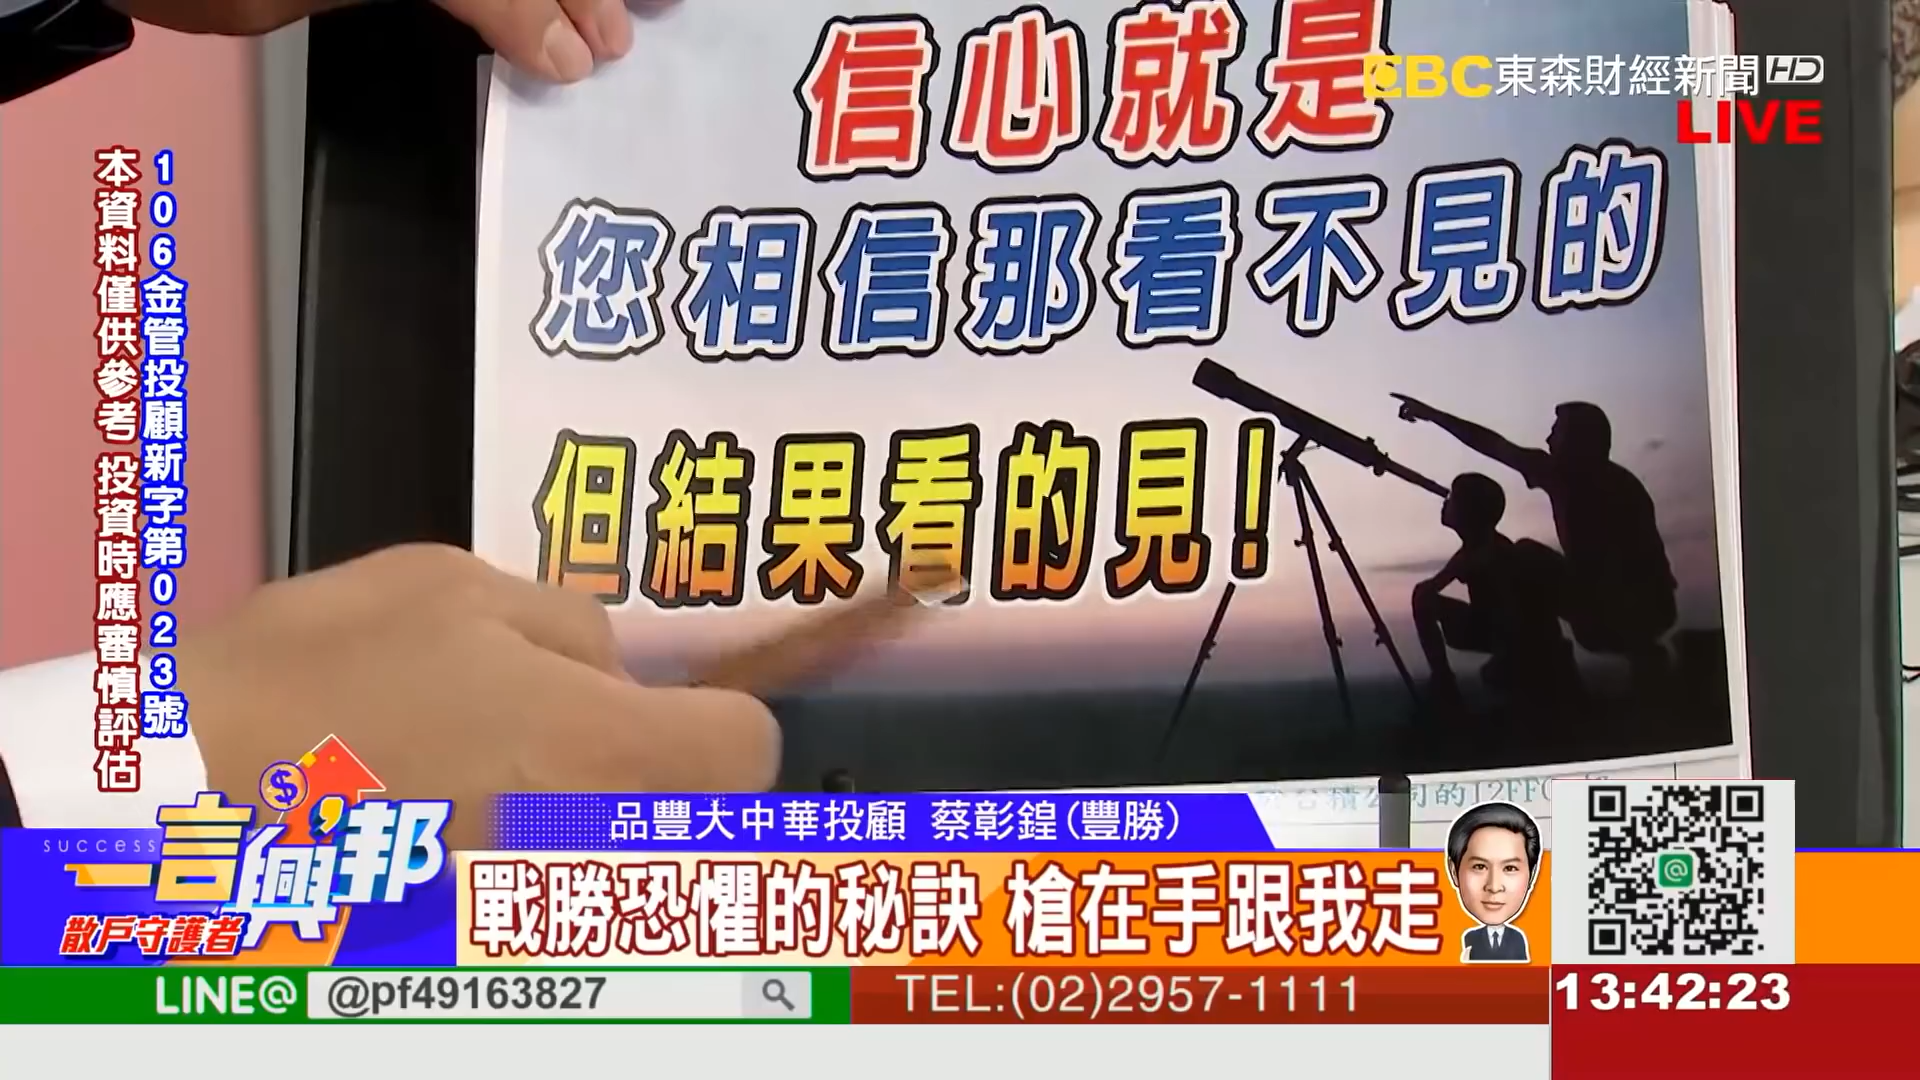 信心就是
您相信那看不見的
但結果看的見!
EBC東森財經新聞HD
LIVE
106金管投顧新字第023號
本資料僅供參考 投資時應審慎評估
success
一言興邦
散戶守護者
品豐大中華投顧 蔡彰鍠(豐勝)
戰勝恐懼的秘訣 槍在手跟我走
LINE@ @pf49163827
TEL:(02)2957-1111
13:42:23